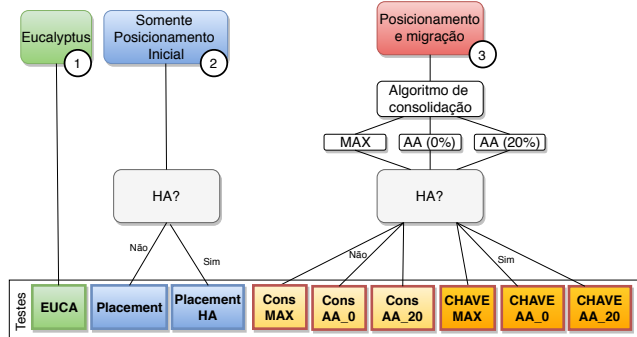 Eucalyptus
1
Somente
Posicionamento
Inicial
2
Posicionamento
e migração
3
Algoritmo de
consolidação
MAX
AA (0%)
AA (20%)
HA?
HA?
Não
Sim
Não
Sim
Testes
EUCA
Placement
Placement
HA
Cons
MAX
Cons
AA_0
Cons
AA_20
CHAVE
MAX
CHAVE
AA_0
CHAVE
AA_20